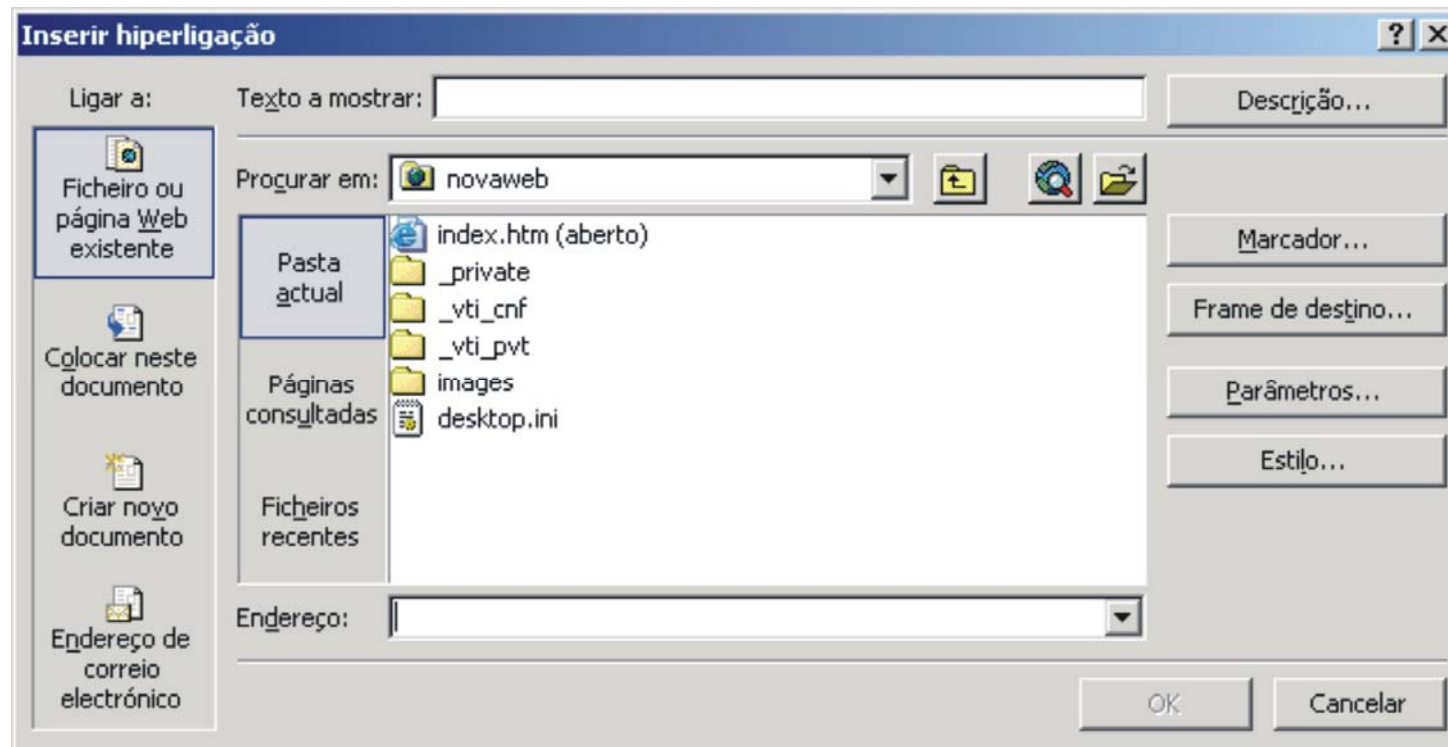 Inserir hiperligação
Ligar a:
Texto a mostrar:
Descrição...
Ficheiro ou
página Web
existente
Procurar em:
novaweb
Pasta
actual
index.htm (aberto)
_private
_vti_cnf
_vti_pvt
images
desktop.ini
Marcador...
Frame de destino...
Colocar neste
documento
Páginas
consultadas
Parâmetros...
Estilo...
Criar novo
documento
Ficheiros
recentes
Endereço de
correio
electrónico
Endereço:
OK
Cancelar